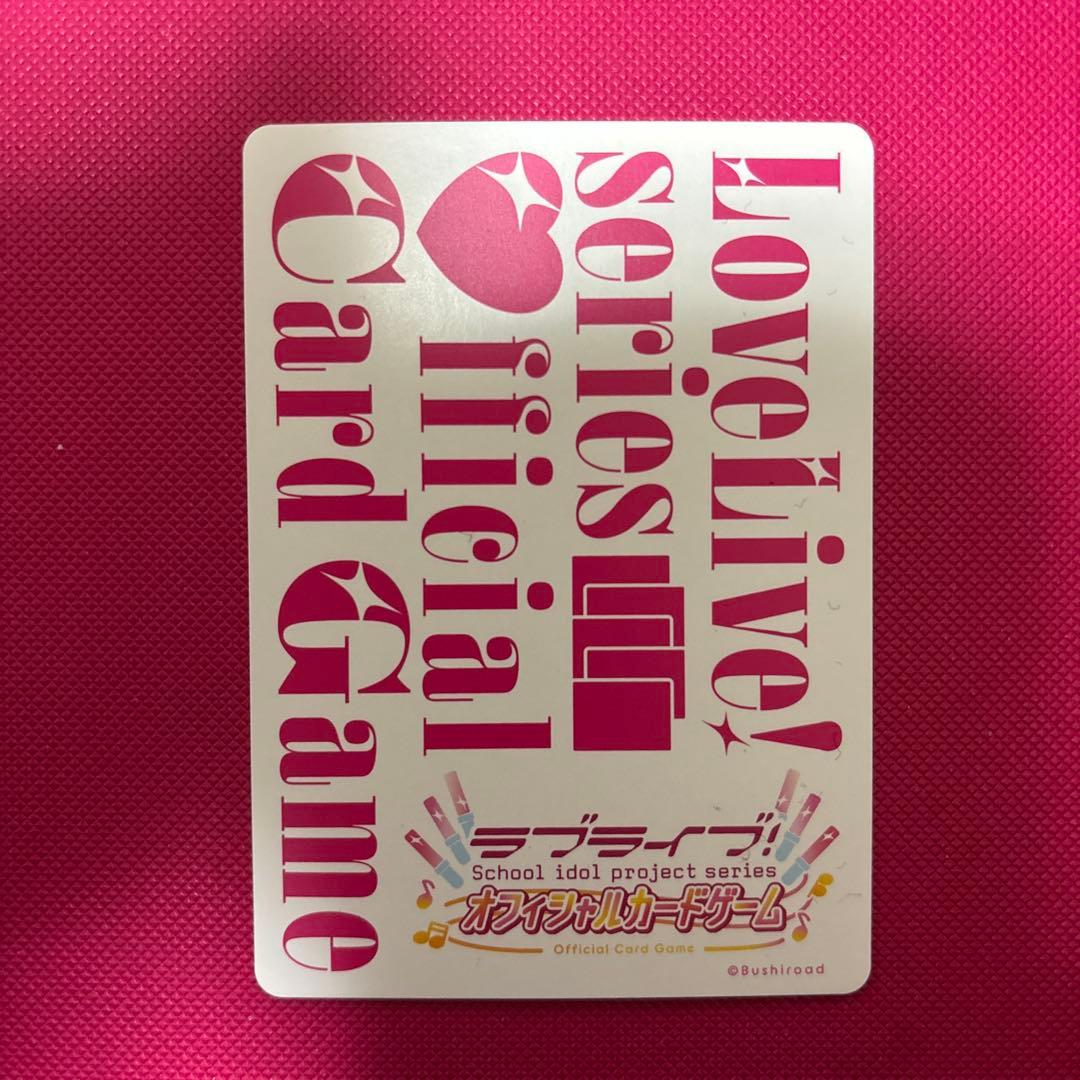 LoveLive!
series
Official
Card Game
ラブライブ!
School idol project series
オフィシャルカードゲーム
Official Card Game
©Bushiroad